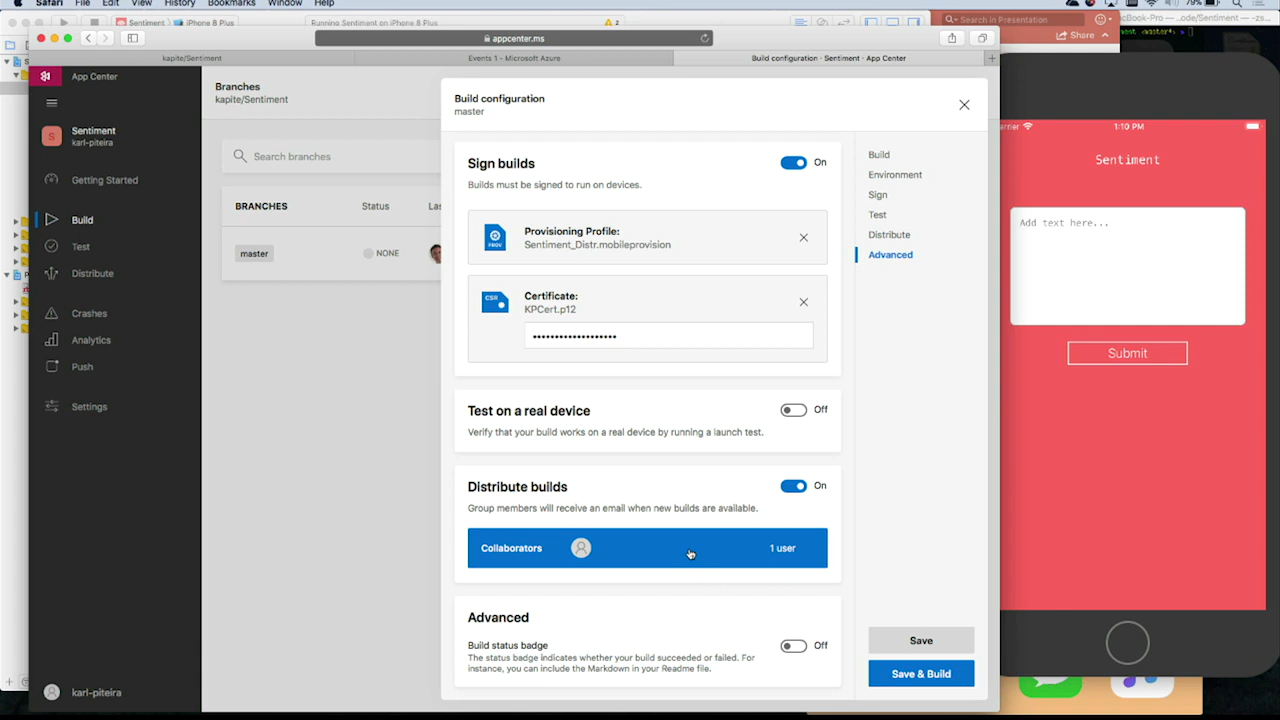 Safari File Edit View History Bookmarks Window Help 79%
Sentiment iPhone 8 Plus Running Sentiment on iPhone 8 Plus 2
Search in Presentation
Share
appcenter.ms
kapite/Sentiment Events 1 - Microsoft Azure Build configuration · Sentiment · App Center
App Center
Sentiment
karl-piteira
Getting Started
Build
Test
Distribute
Crashes
Analytics
Push
Settings
karl-piteira
Branches
kapite/Sentiment
Search branches
BRANCHES Status
master NONE
Build configuration
master
Sign builds On
Builds must be signed to run on devices.
PROV
Provisioning Profile:
Sentiment_Distr.mobileprovision
CSR
Certificate:
KPCert.p12
•••••••••••••••••••
Test on a real device Off
Verify that your build works on a real device by running a launch test.
Distribute builds On
Group members will receive an email when new builds are available.
Collaborators 1 user
Advanced
Build status badge Off
The status badge indicates whether your build succeeded or failed. For
instance, you can include the Markdown in your Readme file.
Build
Environment
Sign
Test
Distribute
Advanced
Save
Save & Build
1:10 PM
Sentiment
Add text here...
Submit